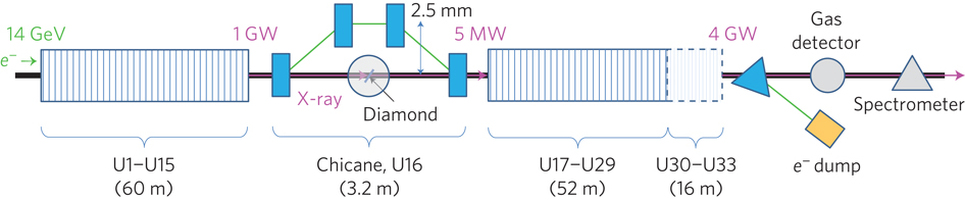 14 GeV
e⁻→
1 GW
2.5 mm
5 MW
4 GW
Gas
detector
X-ray
Diamond
Spectrometer
U1–U15
(60 m)
Chicane, U16
(3.2 m)
U17–U29
(52 m)
U30–U33
(16 m)
e⁻ dump